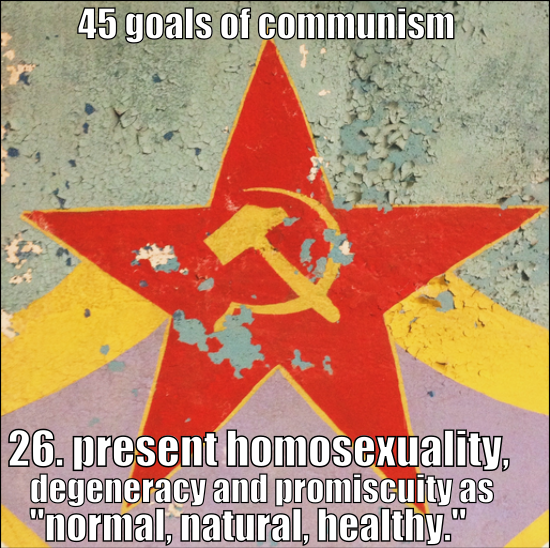 45 goals of communism
26. present homosexuality,
degeneracy and promiscuity as
"normal, natural, healthy."